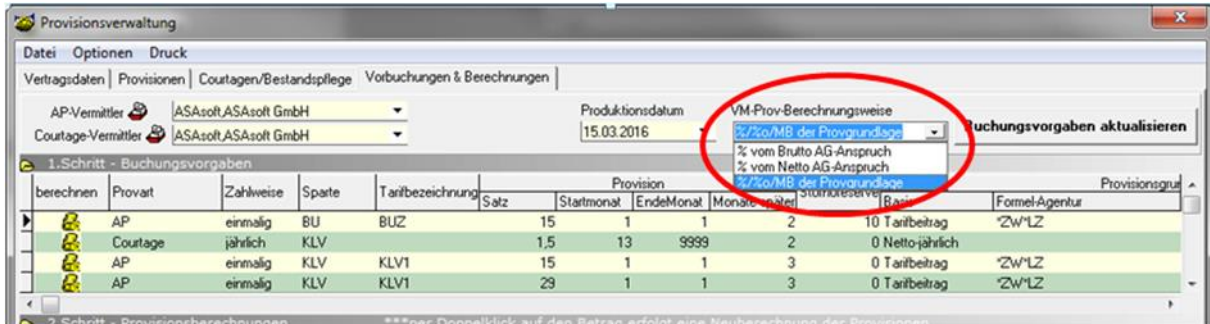 Provisionsverwaltung
Datei Optionen Druck
Vertragsdaten Provisionen Courtagen/Bestandspflege Vorbuchungen & Berechnungen
AP-Vermittler ASAsoft,ASAsoft GmbH Produktionsdatum VM-Prov-Berechnungsweise
Courtage-Vermittler ASAsoft,ASAsoft GmbH 15.03.2016 %/%o/MB der Provgrundlage Buchungsvorgaben aktualisieren
% vom Brutto AG-Anspruch
% vom Netto AG-Anspruch
%/%o/MB der Provgrundlage
1.Schritt - Buchungsvorgaben
berechnen Provart Zahlweise Sparte Tarifbezeichnung Provision Stornoreserve Provisionsgru
Satz Startmonat EndeMonat Monate später Basis Formel-Agentur
AP einmalig BU BUZ 15 1 1 2 10 Tarifbeitrag *ZW*LZ
Courtage jährlich KLV 1,5 13 9999 2 0 Netto-jährlich
AP einmalig KLV KLV1 15 1 1 3 0 Tarifbeitrag *ZW*LZ
AP einmalig KLV KLV1 29 1 1 3 0 Tarifbeitrag *ZW*LZ
2.Schritt - Provisionsberechnungen ***per Doppelklick auf den Betrag erfolgt eine Neuberechnung der Provisionen